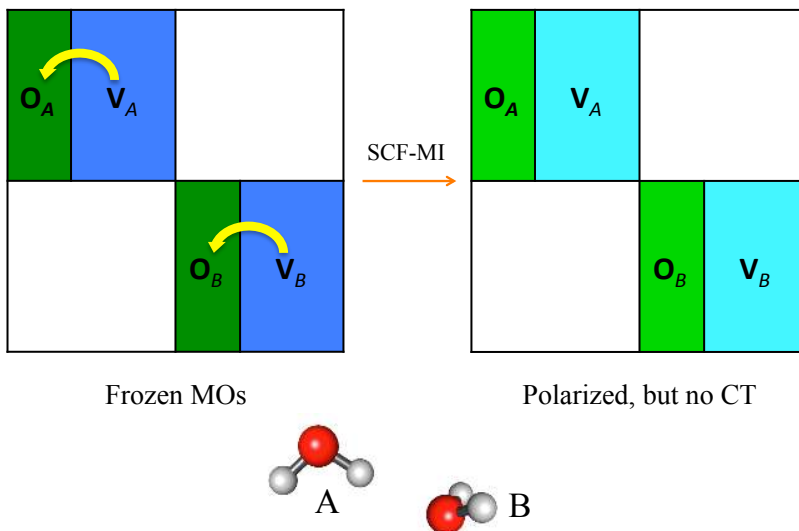 O_A V_A
SCF-MI
O_A V_A
O_B V_B
O_B V_B
Frozen MOs
Polarized, but no CT
A
B